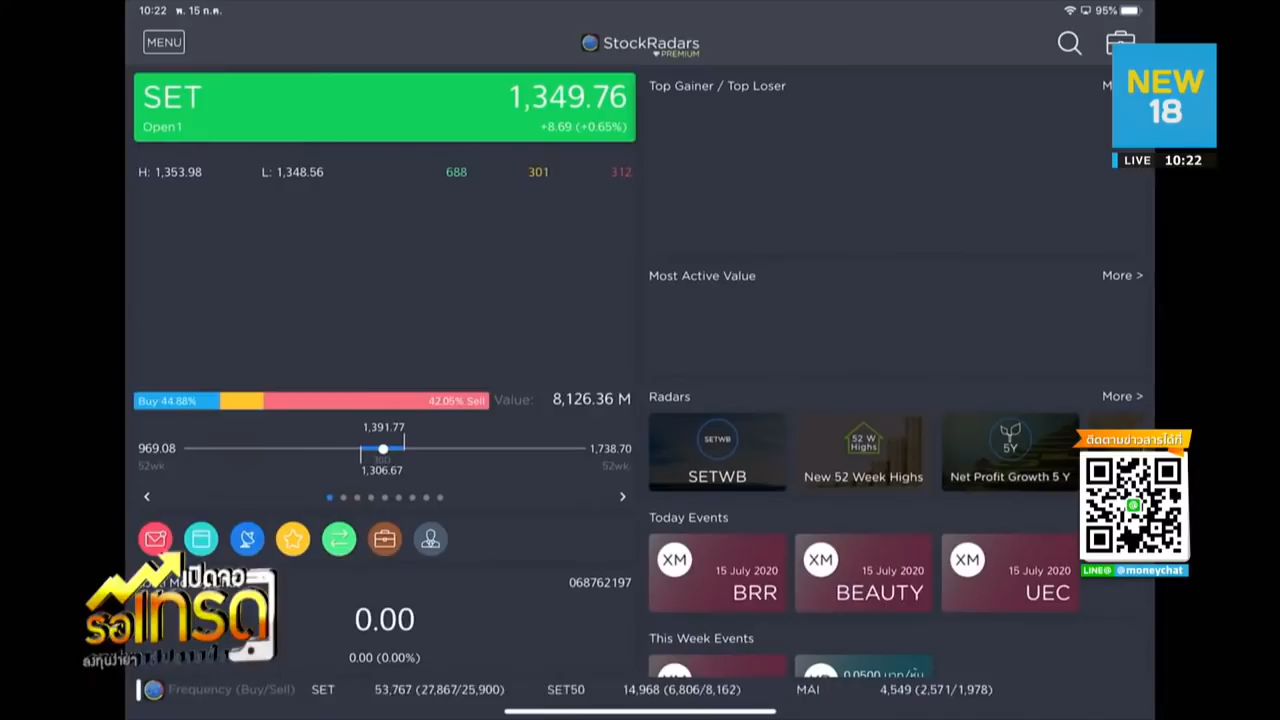 10:22 พ. 15 ก.ค.
95%
MENU
StockRadars
PREMIUM
NEW
18
LIVE 10:22
SET 1,349.76
Open1 +8.69 (+0.65%)
H: 1,353.98 L: 1,348.56 688 301 312
Top Gainer / Top Loser
Most Active Value More >
Buy 44.88% 42.05% Sell Value: 8,126.36 M
1,391.77
969.08 1,738.70
52wk 30D 52wk
1,306.67
Radars More >
SETWB
SETWB
52 W
Highs
New 52 Week Highs
5Y
Net Profit Growth 5 Y
ติดตามข่าวสารได้ที่
LINE@ @moneychat
Today Events
XM
15 July 2020
BRR
XM
15 July 2020
BEAUTY
XM
15 July 2020
UEC
068762197
0.00
0.00 (0.00%)
เปิดจอ
รอเทรด
This Week Events
Frequency (Buy/Sell) SET 53,767 (27,867/25,900) SET50 14,968 (6,806/8,162) MAI 4,549 (2,571/1,978)